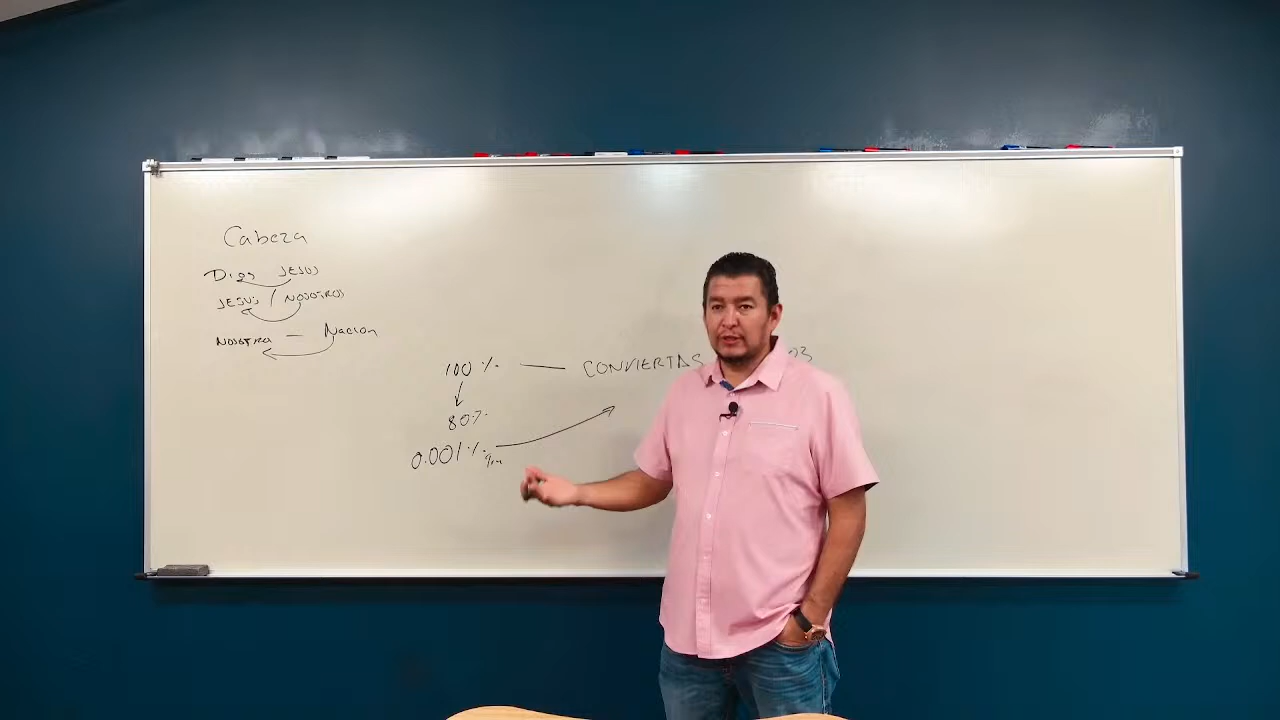 Cabeza
Dios JESUS
JESUS / NOSOTROS
NOSOTROS — Nacion
100% — CONVIERTAS
80%
0.001%